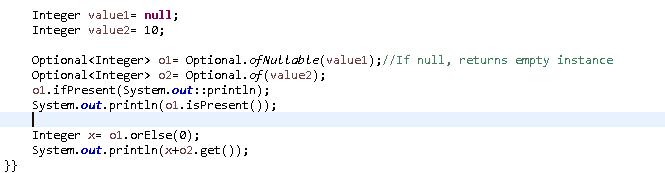 Integer value1= null;
Integer value2= 10;
Optional<Integer> o1= Optional.ofNullable(value1);//If null, returns empty instance
Optional<Integer> o2= Optional.of(value2);
o1.ifPresent(System.out::println);
System.out.println(o1.isPresent());
Integer x= o1.orElse(0);
System.out.println(x+o2.get());
}}